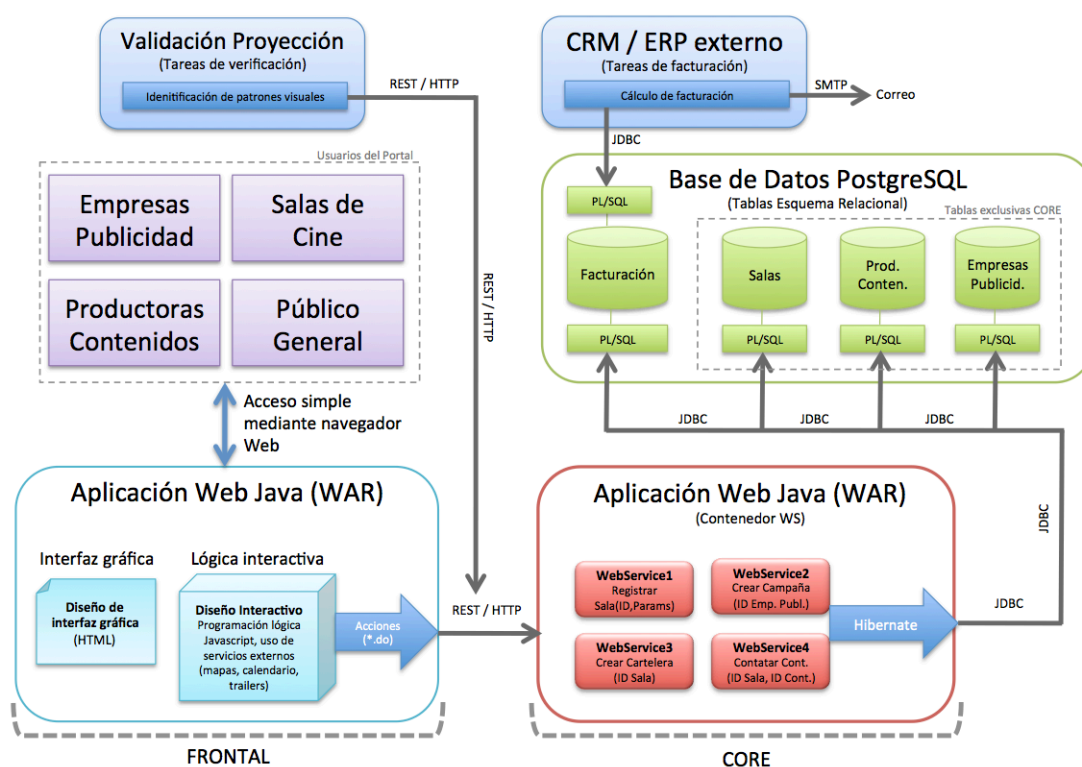 Validación Proyección
(Tareas de verificación)
Idenitificación de patrones visuales
REST / HTTP
CRM / ERP externo
(Tareas de facturación)
Cálculo de facturación
SMTP
Correo
JDBC
Usuarios del Portal
Empresas
Publicidad
Salas de
Cine
Productoras
Contenidos
Público
General
REST / HTTP
Base de Datos PostgreSQL
(Tablas Esquema Relacional)
Tablas exclusivas CORE
PL/SQL
Facturación
Salas
Prod.
Conten.
Empresas
Publicid.
PL/SQL
PL/SQL
PL/SQL
PL/SQL
JDBC
JDBC
JDBC
Acceso simple
mediante navegador
Web
Aplicación Web Java (WAR)
Interfaz gráfica
Lógica interactiva
Diseño de
interfaz gráfica
(HTML)
Diseño Interactivo
Programación lógica
Javascript, uso de
servicios externos
(mapas, calendario,
trailers)
Acciones
(*.do)
REST / HTTP
Aplicación Web Java (WAR)
(Contenedor WS)
WebService1
Registrar
Sala(ID,Params)
WebService2
Crear Campaña
(ID Emp. Publ.)
WebService3
Crear Cartelera
(ID Sala)
WebService4
Contatar Cont.
(ID Sala, ID Cont.)
Hibernate
JDBC
JDBC
FRONTAL
CORE